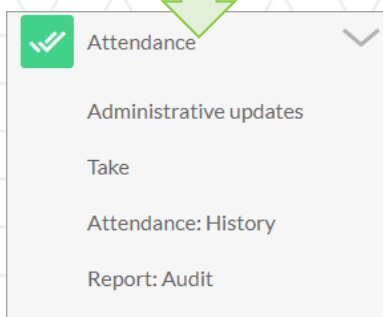 Attendance
Administrative updates
Take
Attendance: History
Report: Audit